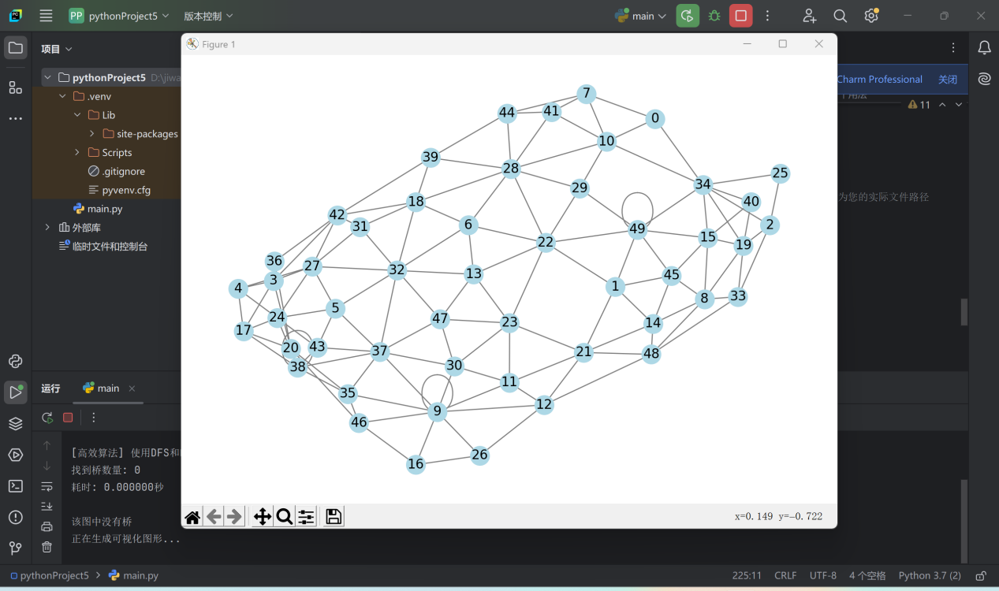 PP pythonProject5 版本控制 main
项目
pythonProject5 D:\jiwa
.venv
Lib
site-packages
Scripts
.gitignore
pyvenv.cfg
main.py
外部库
临时文件和控制台
Charm Professional 关闭
11
为您的实际文件路径
Figure 1
7
44
41
0
10
39
28
25
34
29
18
40
42
6
2
31
49
15
22
19
36
27
32
13
45
3
4
1
33
8
5
24
47
23
14
17
20
43
37
21
48
38
30
11
35
12
9
46
26
16
x=0.149 y=−0.722
运行 main
[高效算法] 使用DFS和
找到桥数量: 0
耗时: 0.000000秒
该图中没有桥
正在生成可视化图形...
pythonProject5 > main.py 225:11 CRLF UTF-8 4 个空格 Python 3.7 (2)